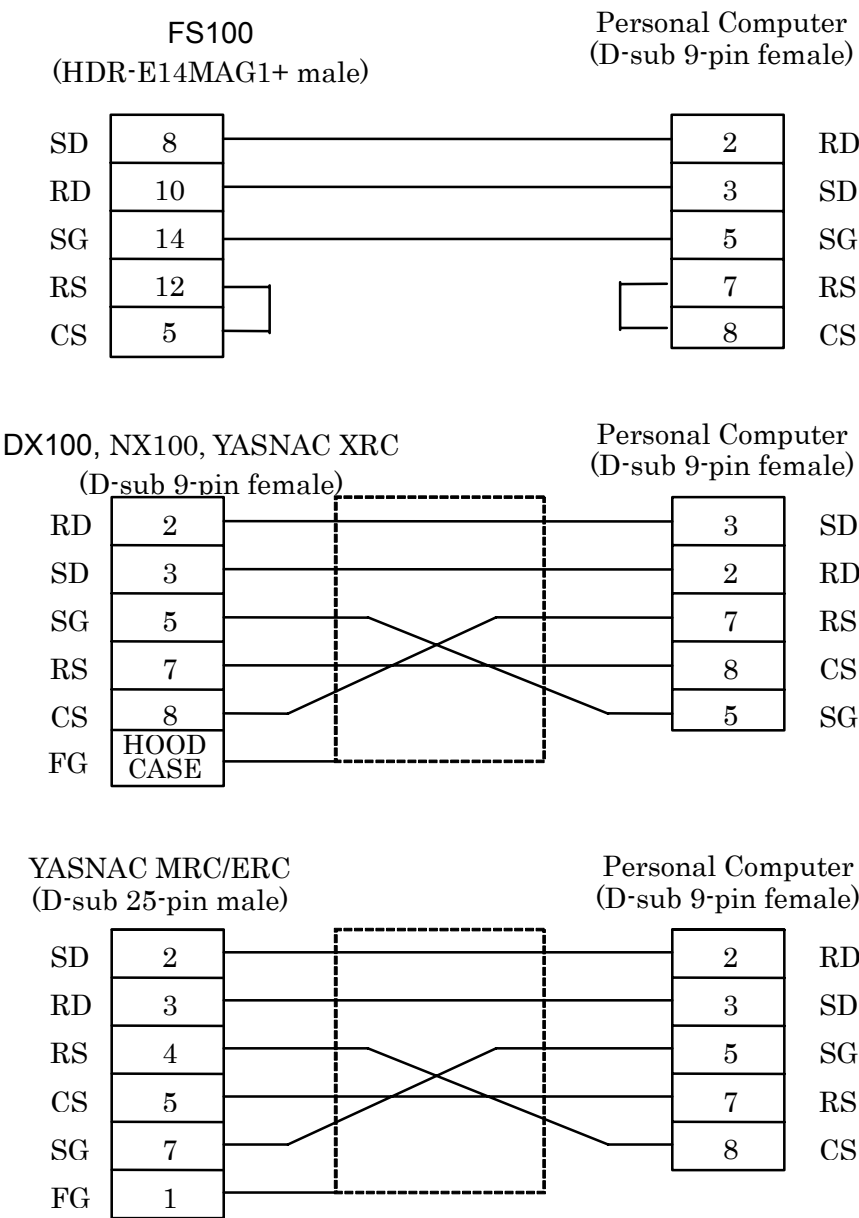 FS100
(HDR-E14MAG1+ male)
Personal Computer
(D-sub 9-pin female)
SD 8 2 RD
RD 10 3 SD
SG 14 5 SG
RS 12 7 RS
CS 5 8 CS
DX100, NX100, YASNAC XRC
(D-sub 9-pin female)
Personal Computer
(D-sub 9-pin female)
RD 2 3 SD
SD 3 2 RD
SG 5 7 RS
RS 7 8 CS
CS 8 5 SG
FG HOOD
CASE
YASNAC MRC/ERC
(D-sub 25-pin male)
Personal Computer
(D-sub 9-pin female)
SD 2 2 RD
RD 3 3 SD
RS 4 5 SG
CS 5 7 RS
SG 7 8 CS
FG 1